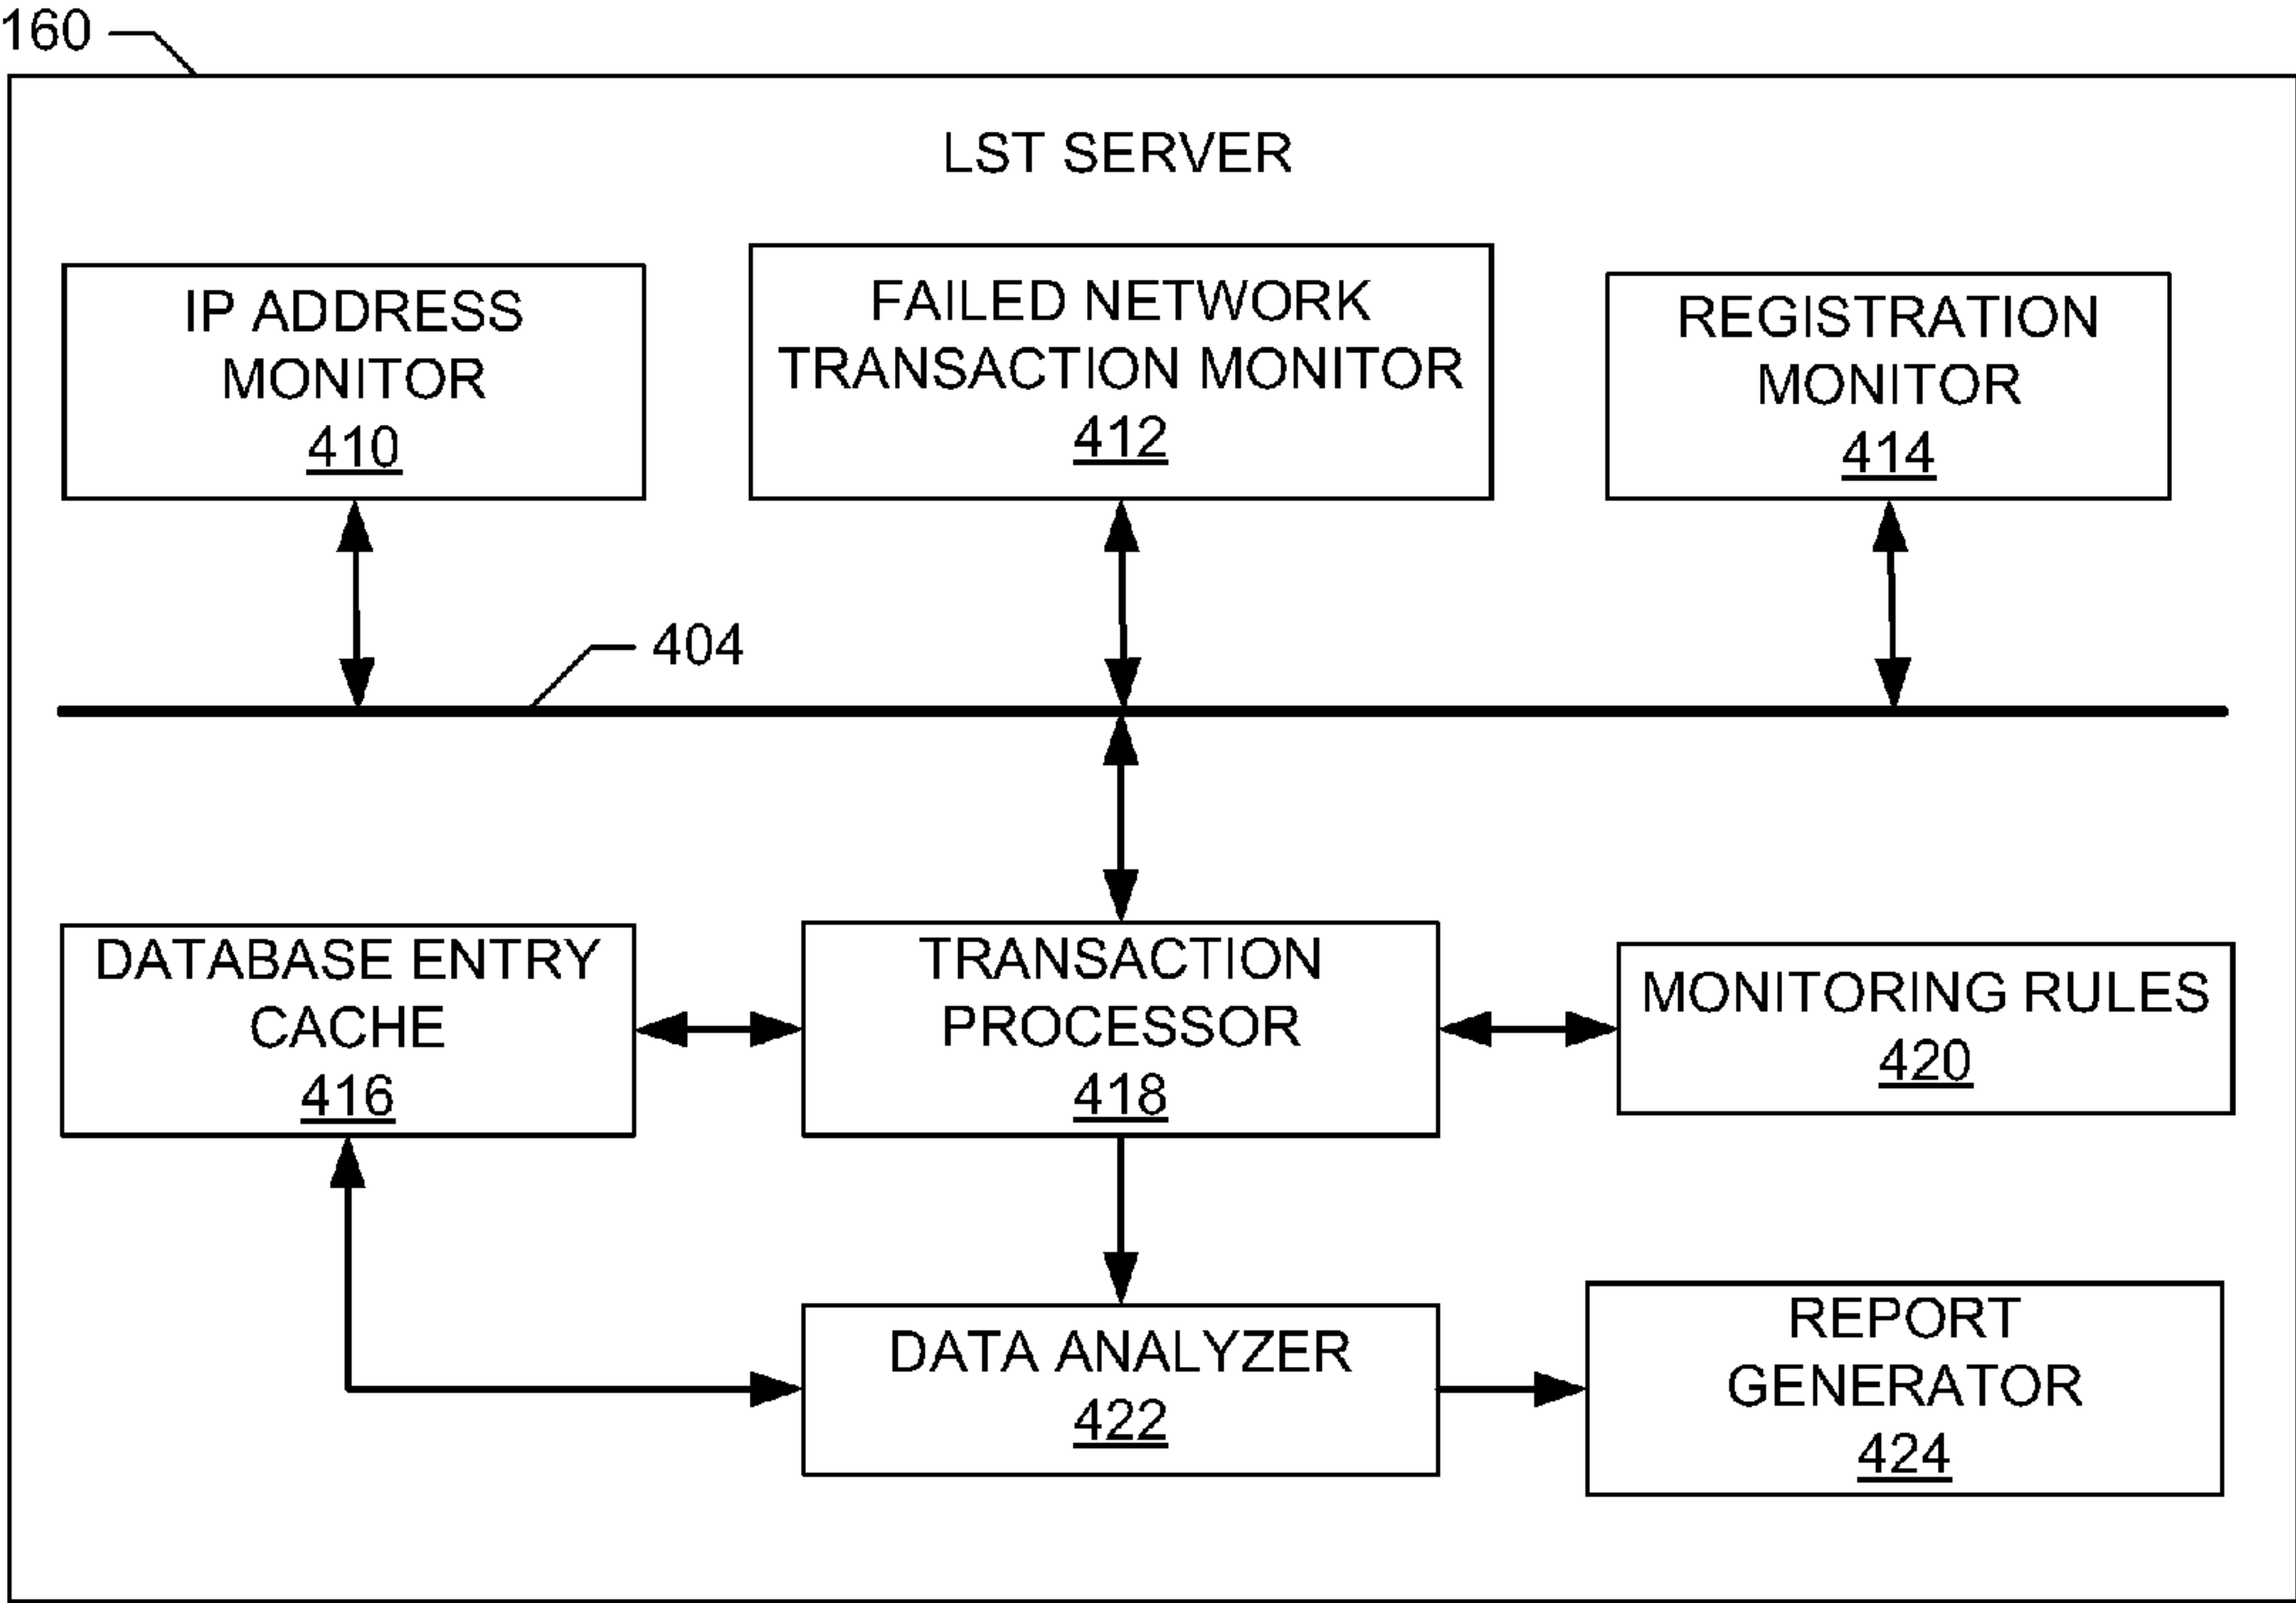 160
LST SERVER
IP ADDRESS
MONITOR
410
FAILED NETWORK
TRANSACTION MONITOR
412
REGISTRATION
MONITOR
414
404
DATABASE ENTRY
CACHE
416
TRANSACTION
PROCESSOR
418
MONITORING RULES
420
DATA ANALYZER
422
REPORT
GENERATOR
424